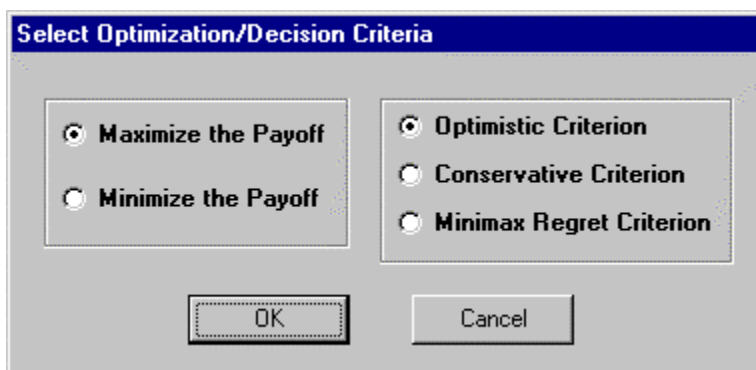 Select Optimization/Decision Criteria
Maximize the Payoff
Minimize the Payoff
Optimistic Criterion
Conservative Criterion
Minimax Regret Criterion
OK
Cancel